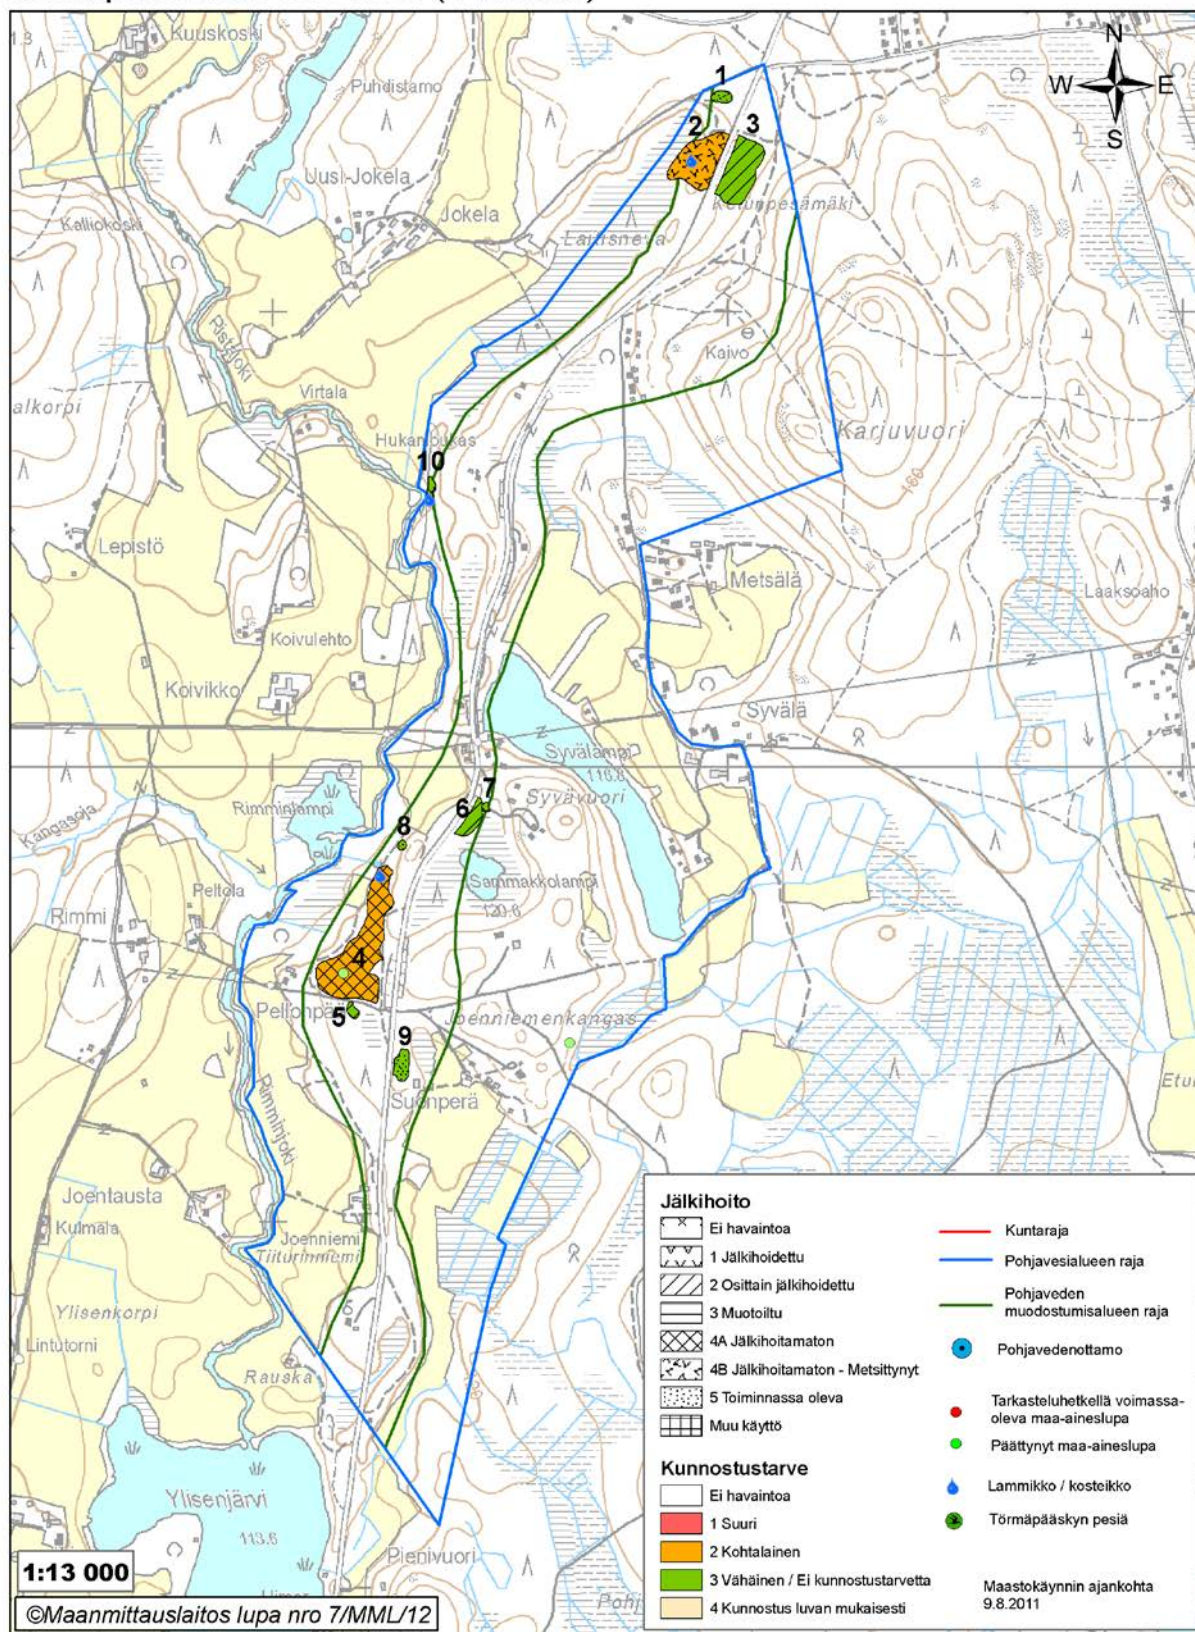 Kuuskoski
Puhdistamo
N
W
E
S
1
2
3
Uusi-Jokela
Jokela
Kalliokoski
Pistojoki
Kaivo
Virtala
Hukanloukas
Karjuvuori
160
10
Lepistö
Metsälä
Laaksoaho
Koivulehto
Koivikko
Syvälä
Syvälampi
116.8
Rimminlampi
Kangasoja
7
6
Syvävuori
8
Peltola
Sammakkolampi
120.6
Rimmi
4
Pellonpää
5
Joenniemenkangas
9
Suonperä
Rimminjoki
Joentausta
Kulmala
Joenniemi
Tiiturinniemi
Ylisenkorpi
Lintutorni
Rauska
Ylisenjärvi
113.6
Pienivuori
1:13 000
©Maanmittauslaitos lupa nro 7/MML/12
Jälkihoito
Ei havaintoa
1 Jälkihoidettu
2 Osittain jälkihoidettu
3 Muotoiltu
4A Jälkihoitamaton
4B Jälkihoitamaton - Metsittynyt
5 Toiminnassa oleva
Muu käyttö
Kunnostustarve
Ei havaintoa
1 Suuri
2 Kohtalainen
3 Vähäinen / Ei kunnostustarvetta
4 Kunnostus luvan mukaisesti
Kuntaraja
Pohjavesialueen raja
Pohjaveden
muodostumisalueen raja
Pohjavedenottamo
Tarkasteluhetkellä voimassa-
oleva maa-aineslupa
Päättynyt maa-aineslupa
Lammikko / kosteikko
Törmäpääskyn pesiä
Maastokäynnin ajankohta
9.8.2011